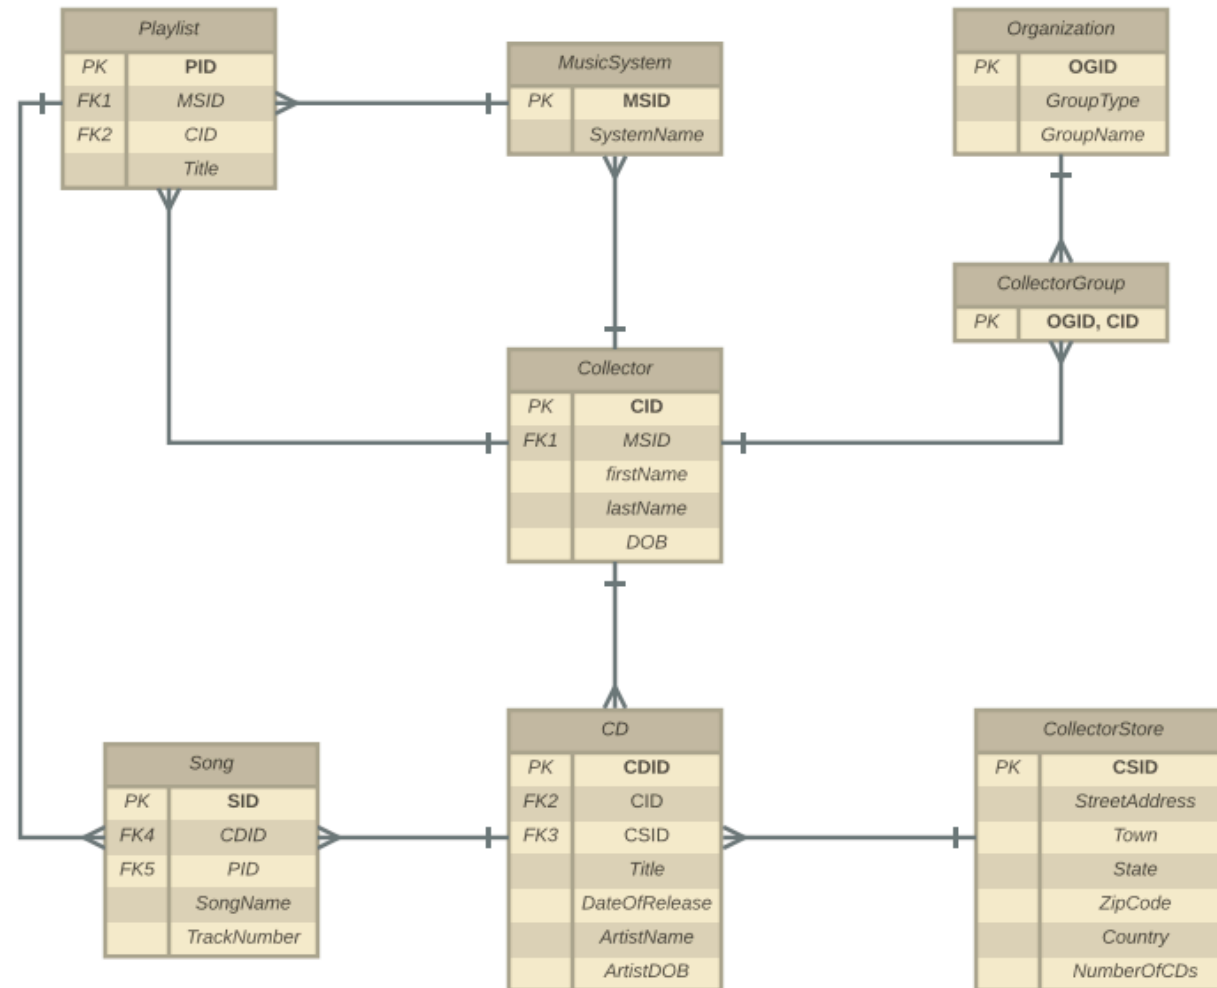 Playlist
PK PID
FK1 MSID
FK2 CID
Title
MusicSystem
PK MSID
SystemName
Organization
PK OGID
GroupType
GroupName
CollectorGroup
PK OGID, CID
Collector
PK CID
FK1 MSID
firstName
lastName
DOB
Song
PK SID
FK4 CDID
FK5 PID
SongName
TrackNumber
CD
PK CDID
FK2 CID
FK3 CSID
Title
DateOfRelease
ArtistName
ArtistDOB
CollectorStore
PK CSID
StreetAddress
Town
State
ZipCode
Country
NumberOfCDs